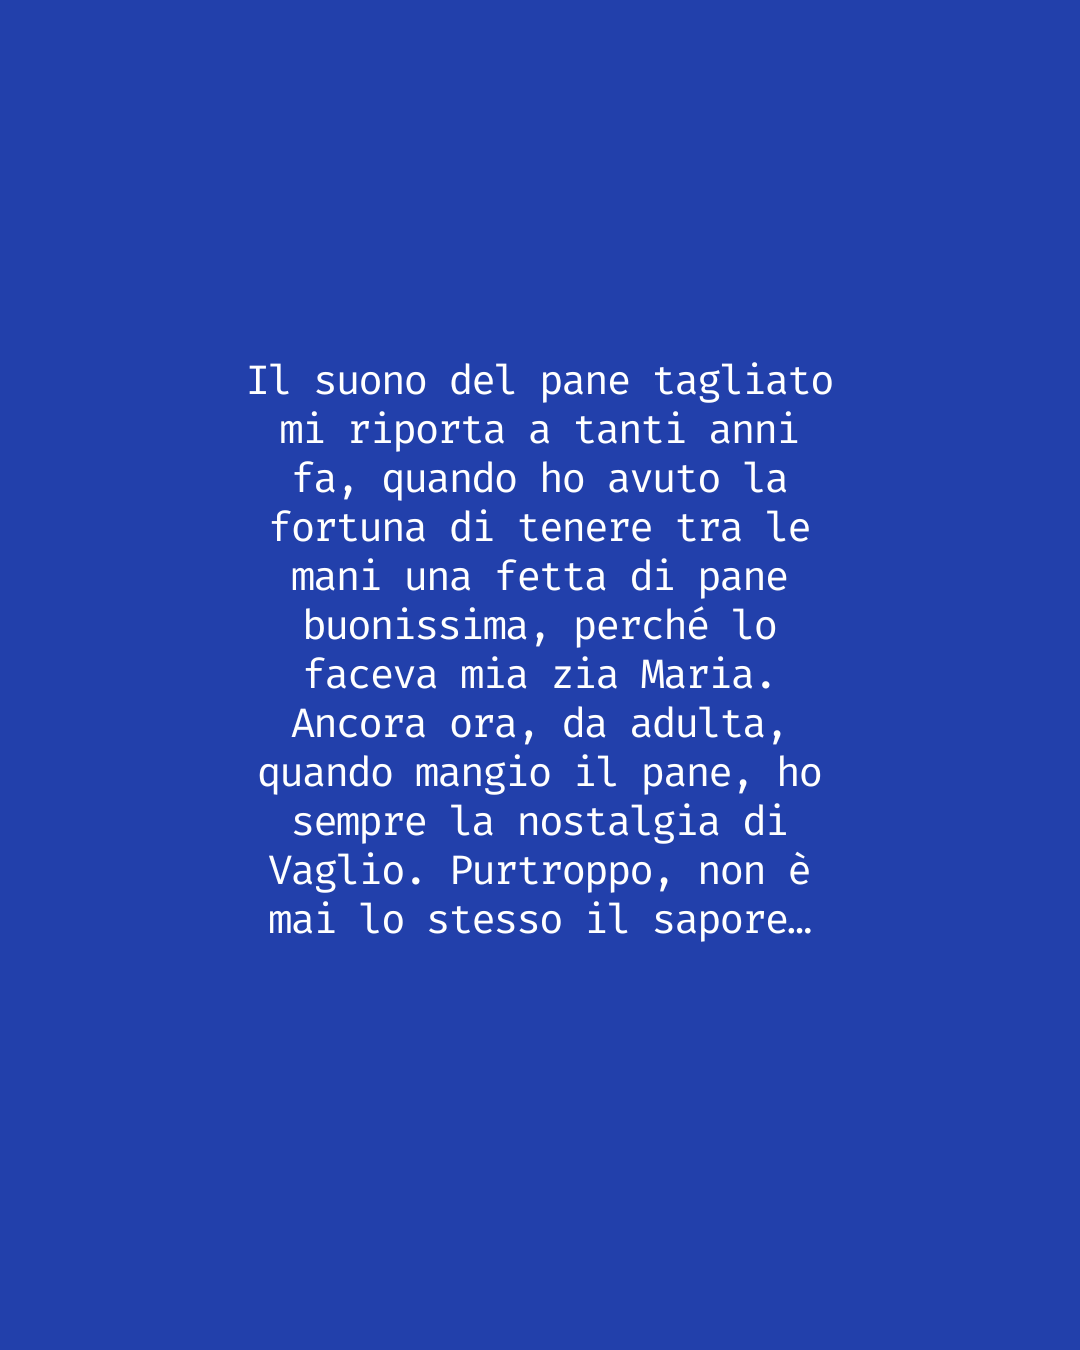 Il suono del pane tagliato
mi riporta a tanti anni
fa, quando ho avuto la
fortuna di tenere tra le
mani una fetta di pane
buonissima, perché lo
faceva mia zia Maria.
Ancora ora, da adulta,
quando mangio il pane, ho
sempre la nostalgia di
Vaglio. Purtroppo, non è
mai lo stesso il sapore…